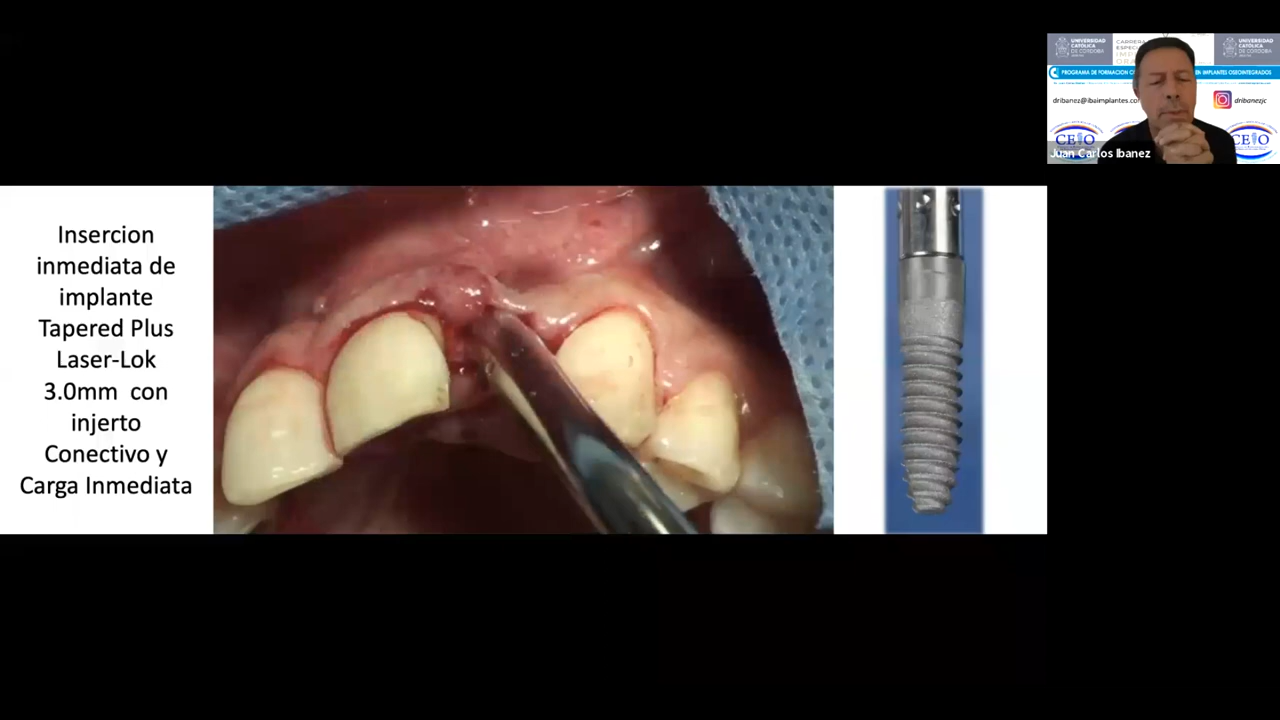 Insercion
inmediata de
implante
Tapered Plus
Laser-Lok
3.0mm con
injerto
Conectivo y
Carga Inmediata
UNIVERSIDAD
CATÓLICA
DE CÓRDOBA
UNIVERSIDAD
CATÓLICA
DE CÓRDOBA
PROGRAMA DE FORMACION
EN IMPLANTES OSEOINTEGRADOS
dribanez@ibaimplantes.co
dribanezjc
CEIO
CEIO
Juan Carlos Ibanez